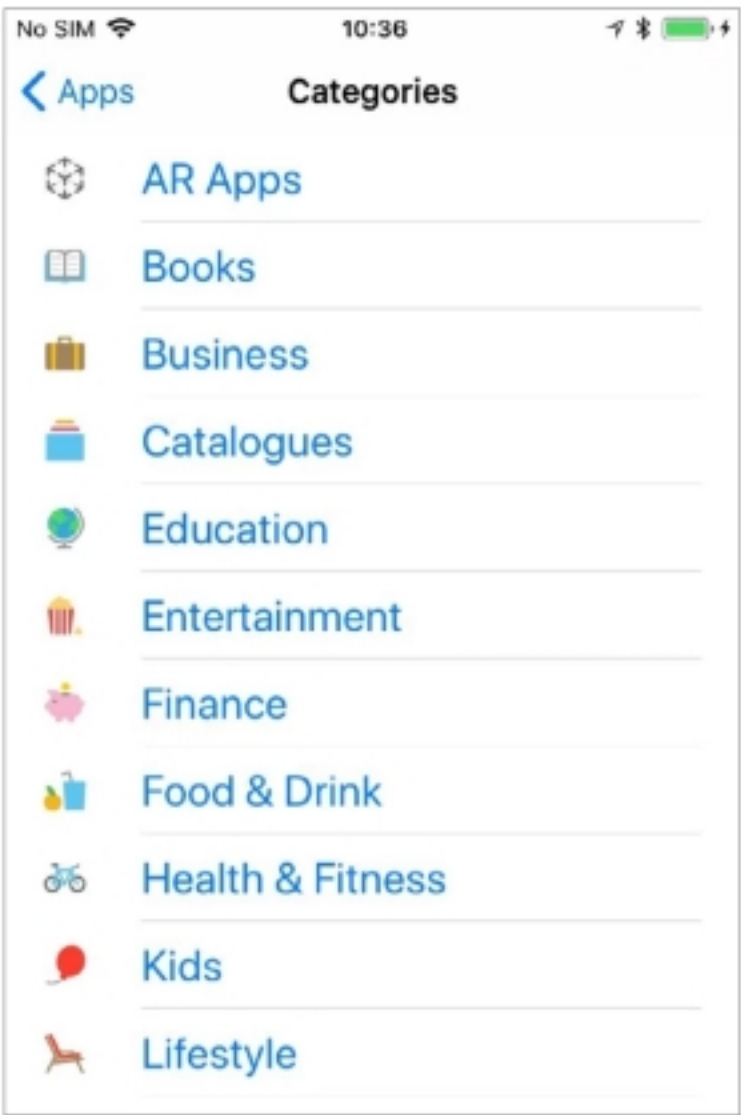 No SIM 10:36
Apps Categories
AR Apps
Books
Business
Catalogues
Education
Entertainment
Finance
Food & Drink
Health & Fitness
Kids
Lifestyle